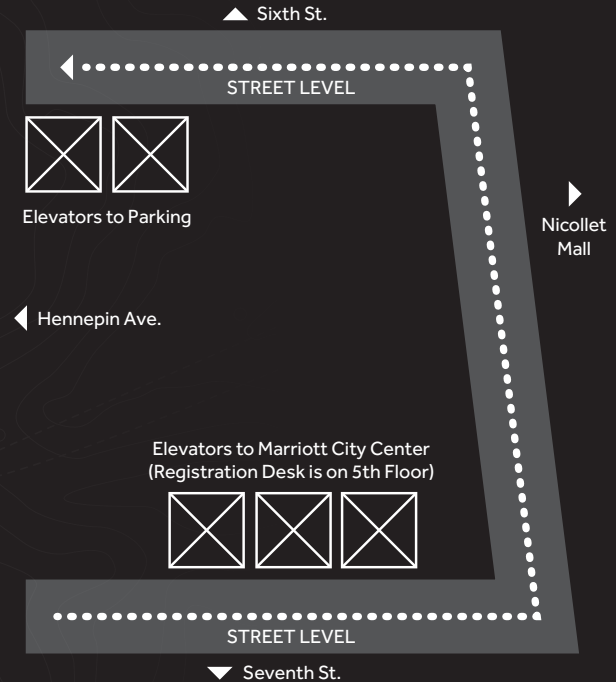 Sixth St.
STREET LEVEL
Elevators to Parking
Nicollet
Mall
Hennepin Ave.
Elevators to Marriott City Center
(Registration Desk is on 5th Floor)
STREET LEVEL
Seventh St.